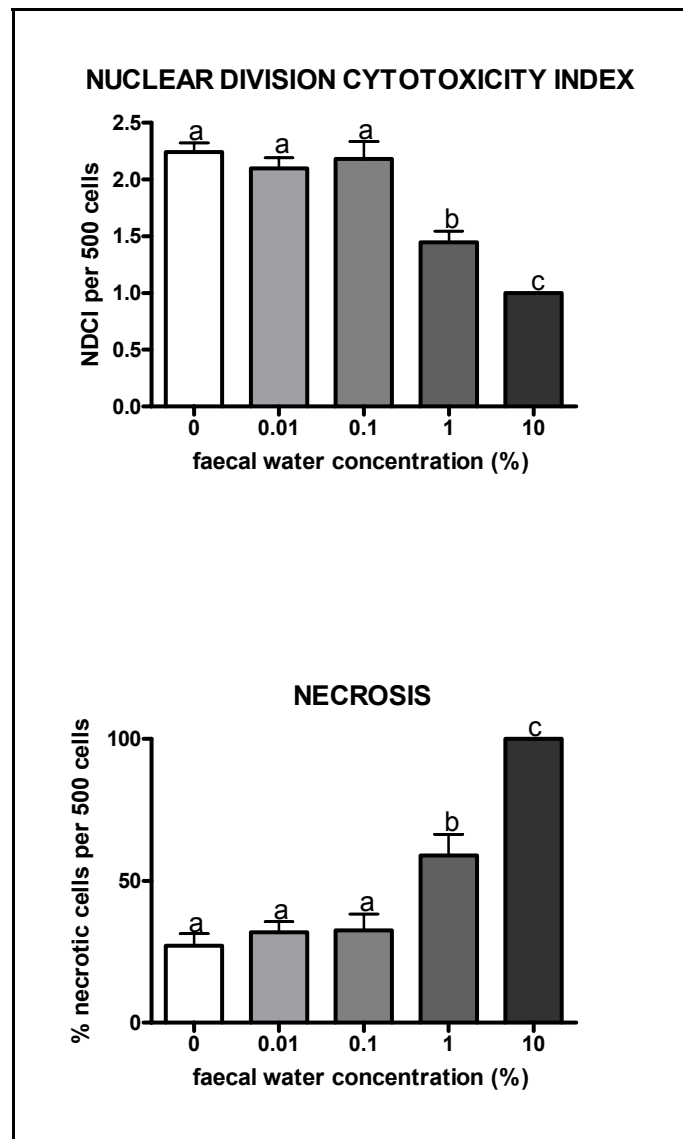 NUCLEAR DIVISION CYTOTOXICITY INDEX
NDCI per 500 cells
2.5
2.0
1.5
1.0
0.5
0.0
a
a
a
b
c
0 0.01 0.1 1 10
faecal water concentration (%)
NECROSIS
% necrotic cells per 500 cells
100
50
0
a
a
a
b
c
0 0.01 0.1 1 10
faecal water concentration (%)